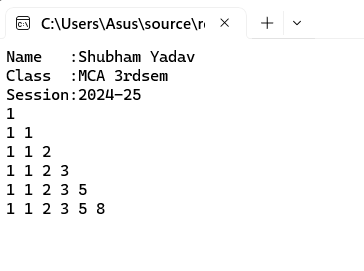 C:\Users\Asus\source\re
Name   :Shubham Yadav
Class  :MCA 3rdsem
Session:2024-25
1
1 1
1 1 2
1 1 2 3
1 1 2 3 5
1 1 2 3 5 8